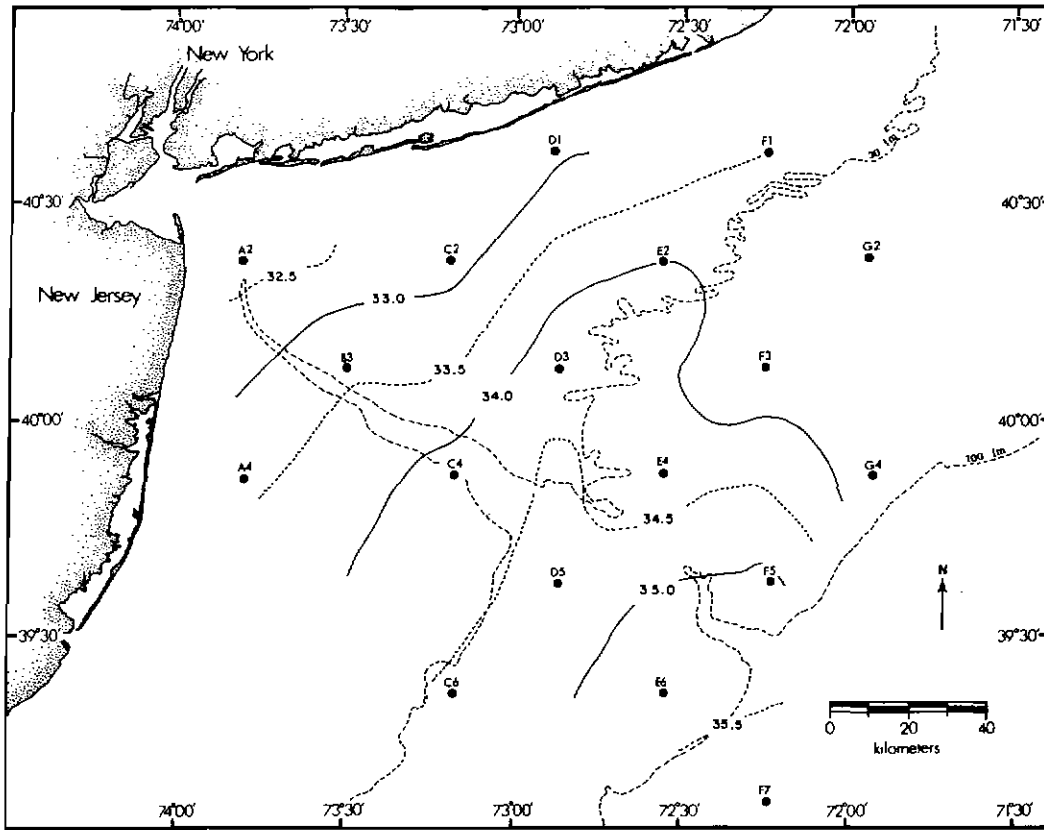 74°00' 73°30' 73°00' 72°30' 72°00' 71°30'
New York
D1 F1
40°30' 40°30'
A2 C2 E2 G2
32.5
New Jersey
33.0
B3 33.5 D3 F3
34.0
40°00' 40°00'
A4 C4 E4 G4
100 fm
34.5
D5 35.0 F5
N
39°30' 39°30'
C6 E6
35.5
0 20 40
kilometers
F7
74°00' 73°30' 73°00' 72°30' 72°00' 71°30'